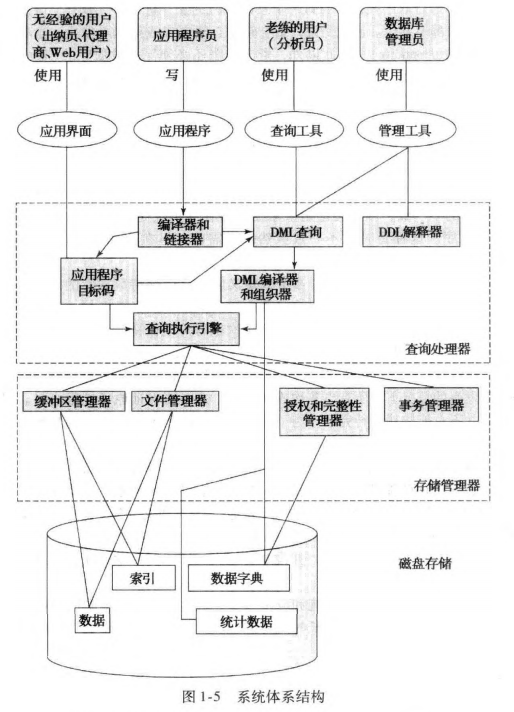 无经验的用户
（出纳员、代理
商、Web用户）
应用程序员
老练的用户
（分析员）
数据库
管理员
使用
写
使用
使用
应用界面
应用程序
查询工具
管理工具
编译器和
链接器
DML查询
DDL解释器
应用程序
目标码
DML编译器
和组织器
查询执行引擎
查询处理器
缓冲区管理器
文件管理器
授权和完整性
管理器
事务管理器
存储管理器
磁盘存储
索引
数据字典
数据
统计数据
图 1-5 系统体系结构